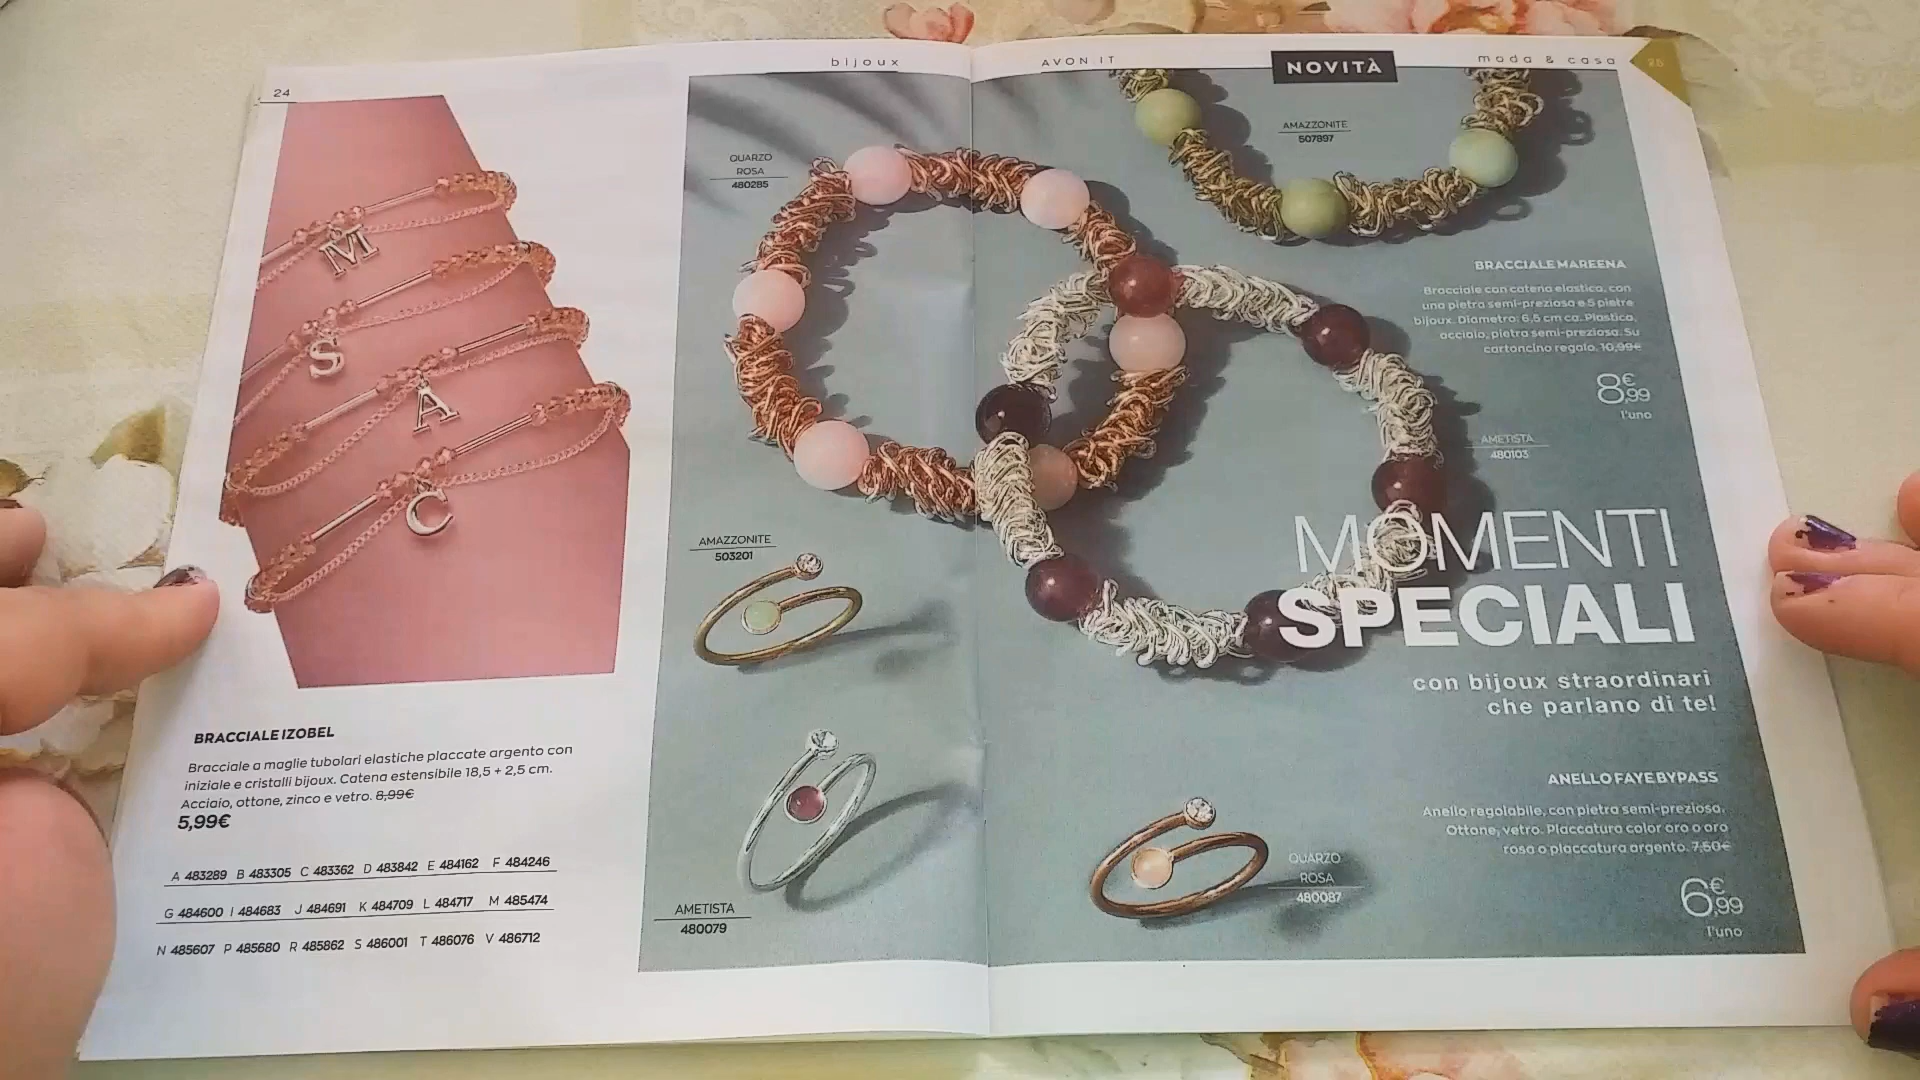 24
bijoux
BRACCIALE IZOBEL
Bracciale a maglie tubolari elastiche placcate argento con
iniziale e cristalli bijoux. Catena estensibile 18,5 + 2,5 cm.
Acciaio, ottone, zinco e vetro. 8,99€
5,99€
A 483289 B 483305 C 483362 D 483842 E 484162 F 484246
G 484600 I 484683 J 484691 K 484709 L 484717 M 485474
N 485607 P 485680 R 485862 S 486001 T 486076 V 486712
M
S
A
C
QUARZO
ROSA
480285
AMAZZONITE
503201
AMETISTA
480079
AVON IT
NOVITÀ
moda & casa
25
AMAZZONITE
507897
BRACCIALE MAREENA
Bracciale con catena elastica, con
una pietra semi-preziosa e 5 pietre
bijoux. Diametro: 6,5 cm ca. Plastica,
acciaio, pietra semi-preziosa. Su
cartoncino regalo. 10,99€
8€,99
l'uno
AMETISTA
480103
MOMENTI
SPECIALI
con bijoux straordinari
che parlano di te!
ANELLO FAYE BYPASS
Anello regolabile, con pietra semi-preziosa.
Ottone, vetro. Placcatura color oro o oro
rosa o placcatura argento. 7,50€
6€,99
l'uno
QUARZO
ROSA
480087